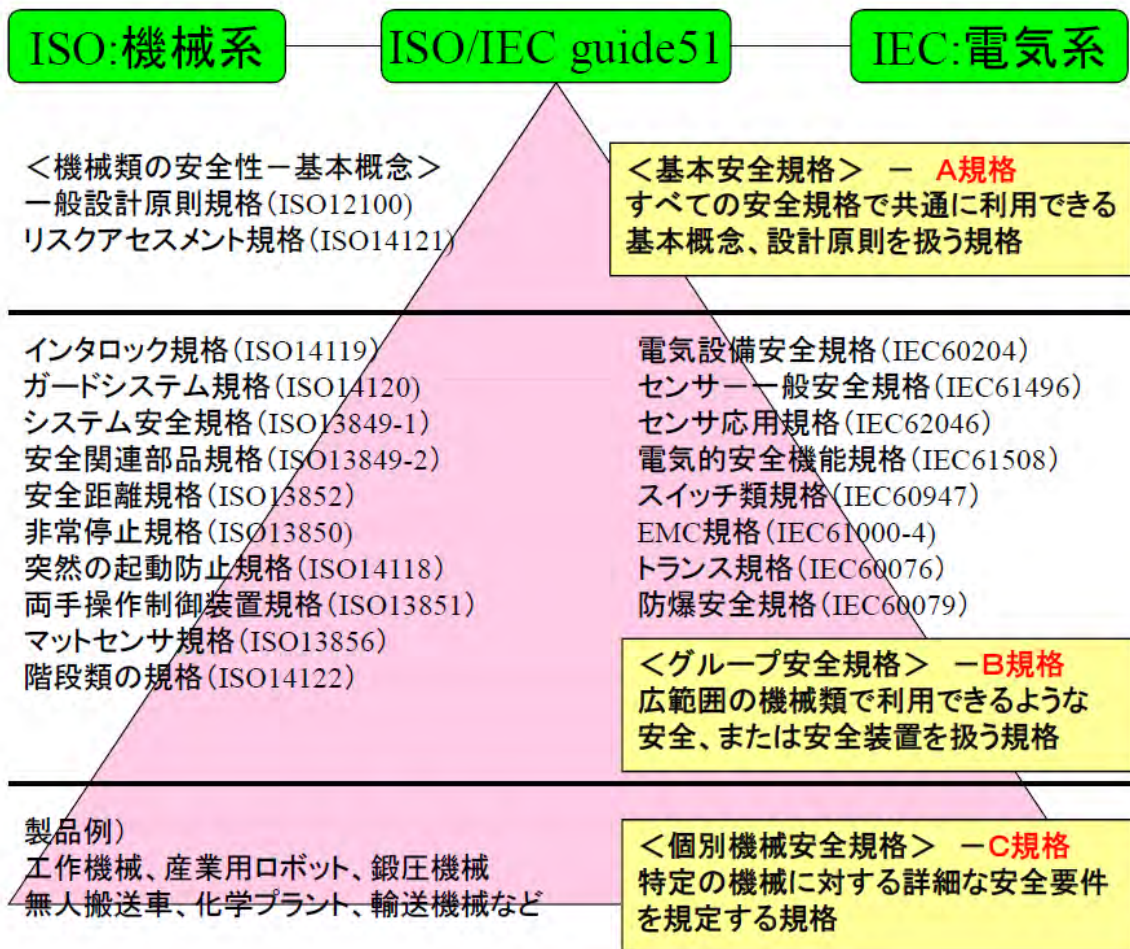 ISO:機械系
ISO/IEC guide51
IEC:電気系
＜機械類の安全性－基本概念＞
一般設計原則規格(ISO12100)
リスクアセスメント規格(ISO14121)
＜基本安全規格＞ － A規格
すべての安全規格で共通に利用できる
基本概念、設計原則を扱う規格
インタロック規格(ISO14119)
ガードシステム規格(ISO14120)
システム安全規格(ISO13849-1)
安全関連部品規格(ISO13849-2)
安全距離規格(ISO13852)
非常停止規格(ISO13850)
突然の起動防止規格(ISO14118)
両手操作制御装置規格(ISO13851)
マットセンサ規格(ISO13856)
階段類の規格(ISO14122)
電気設備安全規格(IEC60204)
センサー一般安全規格(IEC61496)
センサ応用規格(IEC62046)
電気的安全機能規格(IEC61508)
スイッチ類規格(IEC60947)
EMC規格(IEC61000-4)
トランス規格(IEC60076)
防爆安全規格(IEC60079)
＜グループ安全規格＞ －B規格
広範囲の機械類で利用できるような
安全、または安全装置を扱う規格
製品例)
工作機械、産業用ロボット、鍛圧機械
無人搬送車、化学プラント、輸送機械など
＜個別機械安全規格＞ －C規格
特定の機械に対する詳細な安全要件
を規定する規格